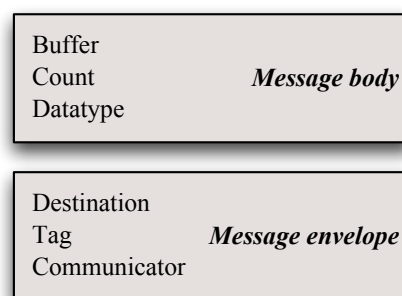 Buffer
Count Message body
Datatype
Destination
Tag Message envelope
Communicator